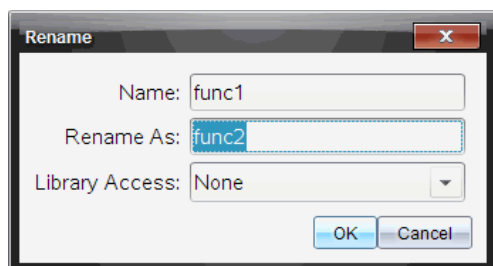 Rename
Name: func1
Rename As: func2
Library Access: None
OK Cancel